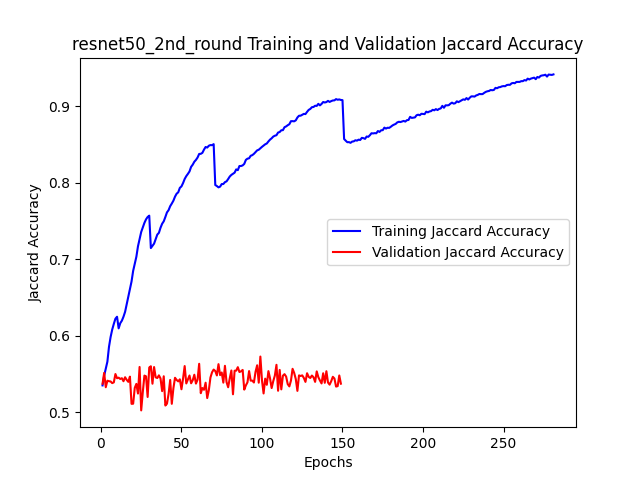 resnet50_2nd_round Training and Validation Jaccard Accuracy
Jaccard Accuracy
0.9
0.8
0.7
0.6
0.5
Training Jaccard Accuracy
Validation Jaccard Accuracy
0 50 100 150 200 250
Epochs